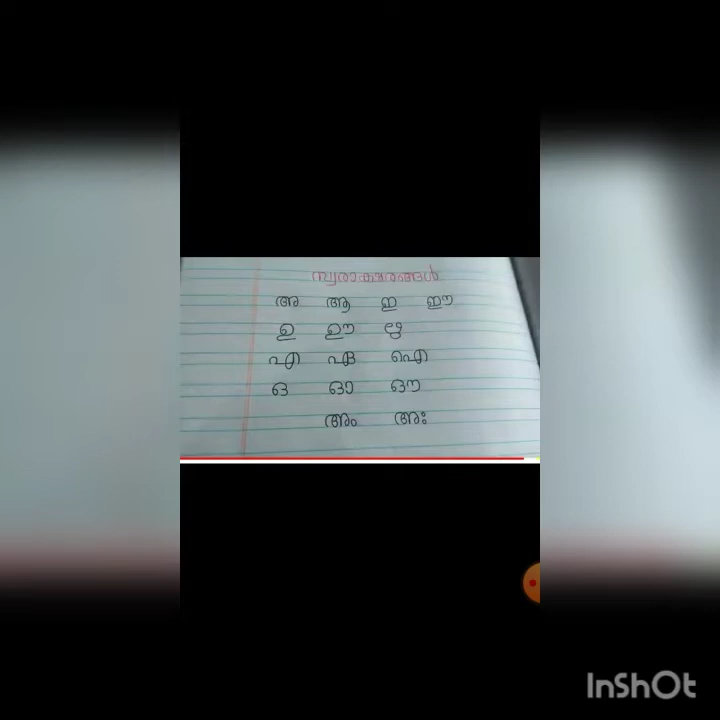 സ്വരാക്ഷരങ്ങൾ
അ ആ ഇ ഈ
ഉ ഊ ഋ
എ ഏ ഐ
ഒ ഓ ഔ
അം അഃ
InShOt